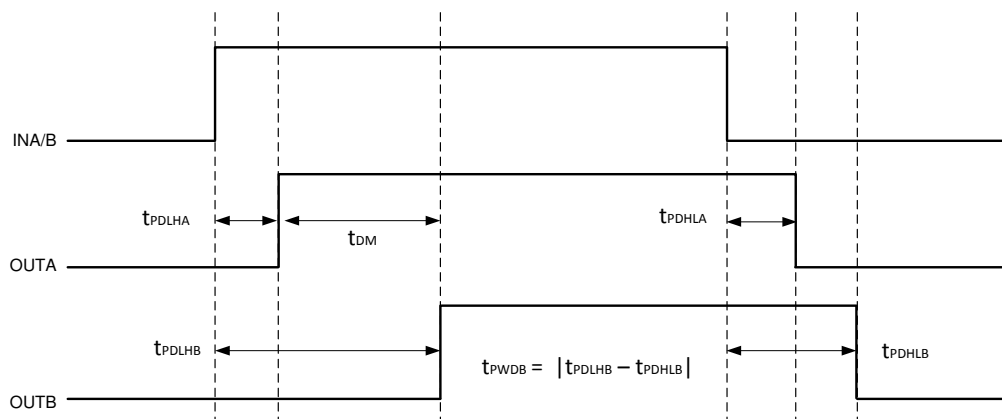 INA/B
tPDLHA
tDM
tPDHLA
OUTA
tPDLHB
tPWDB = |tPDLHB – tPDHLB|
tPDHLB
OUTB